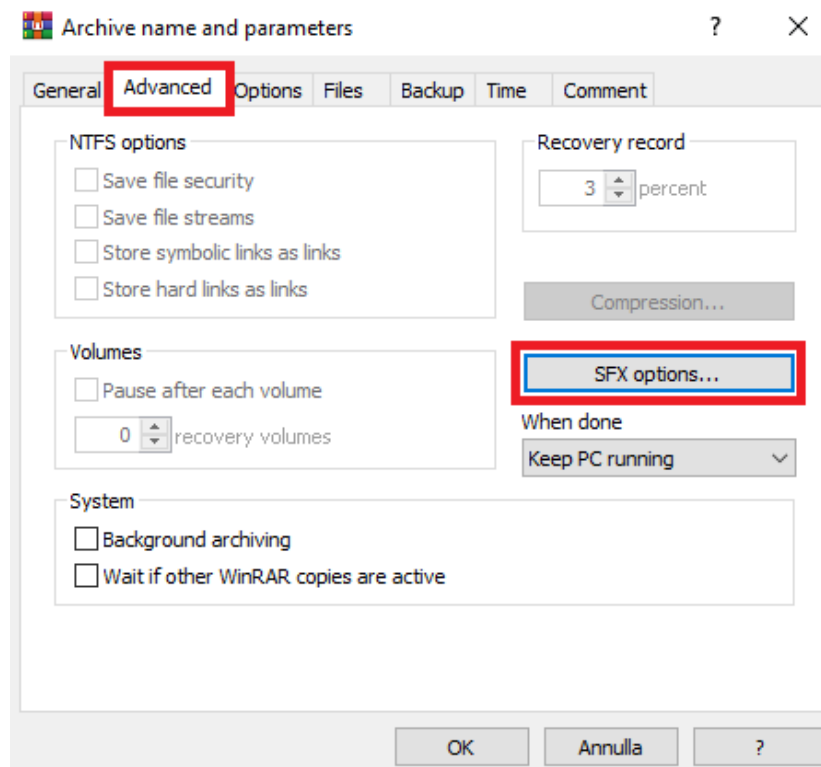 Archive name and parameters
?
General
Advanced
Options
Files
Backup
Time
Comment
NTFS options
Save file security
Save file streams
Store symbolic links as links
Store hard links as links
Recovery record
3 percent
Compression...
Volumes
Pause after each volume
0 recovery volumes
SFX options...
When done
Keep PC running
System
Background archiving
Wait if other WinRAR copies are active
OK
Annulla
?